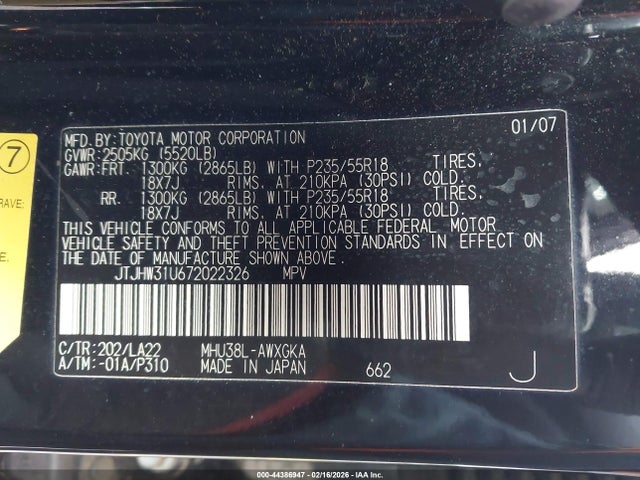 7
RAVE:
MFD.BY:TOYOTA MOTOR CORPORATION 01/07
GVWR:2505KG (5520LB)
GAWR:FRT. 1300KG (2865LB) WITH P235/55R18 TIRES.
18X7J RIMS. AT 210KPA (30PSI) COLD.
RR. 1300KG (2865LB) WITH P235/55R18 TIRES.
18X7J RIMS. AT 210KPA (30PSI) COLD.
THIS VEHICLE CONFORMS TO ALL APPLICABLE FEDERAL MOTOR
VEHICLE SAFETY AND THEFT PREVENTION STANDARDS IN EFFECT ON
THE DATE OF MANUFACTURE SHOWN ABOVE.
JTJHW31U672022326 MPV
C/TR:202/LA22 MHU38L-AWXGKA
A/TM:-01A/P310 MADE IN JAPAN 662 J
000-44386947 - 02/16/2026 - IAA Inc.